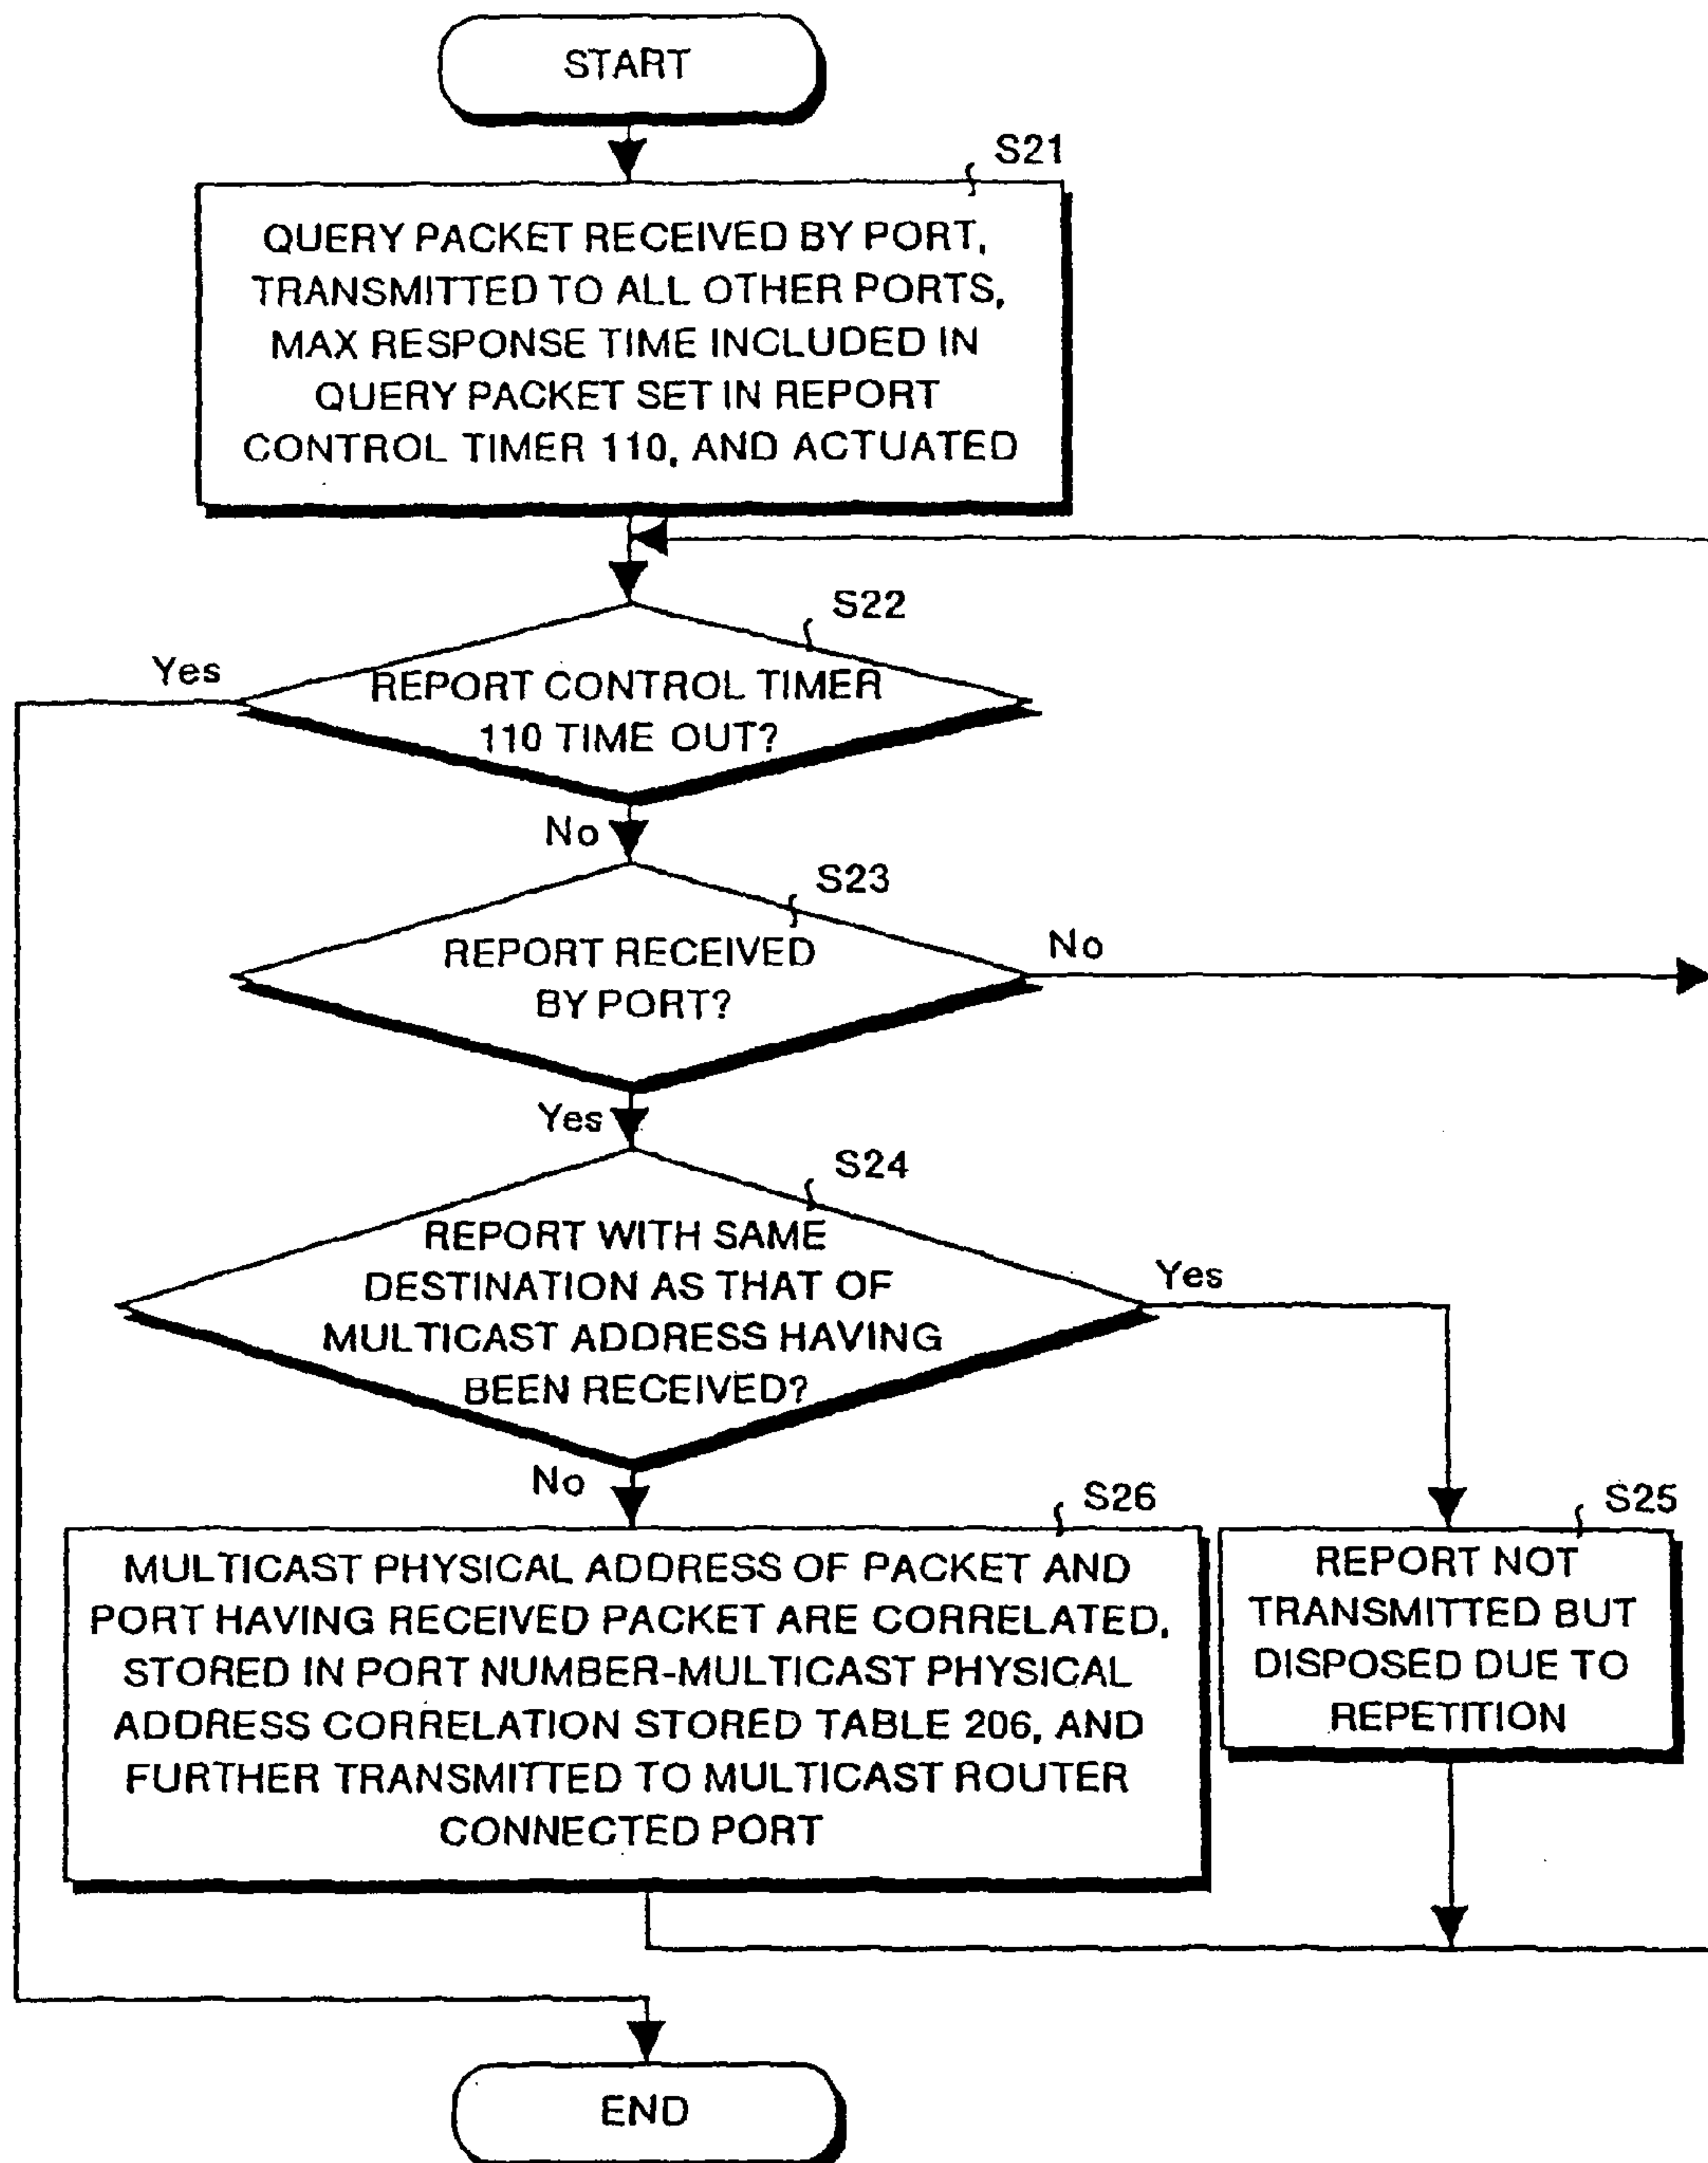 START
S21
QUERY PACKET RECEIVED BY PORT,
TRANSMITTED TO ALL OTHER PORTS,
MAX RESPONSE TIME INCLUDED IN
QUERY PACKET SET IN REPORT
CONTROL TIMER 110, AND ACTUATED
S22
Yes
REPORT CONTROL TIMER
110 TIME OUT?
No
S23
REPORT RECEIVED
BY PORT?
No
Yes
S24
REPORT WITH SAME
DESTINATION AS THAT OF
MULTICAST ADDRESS HAVING
BEEN RECEIVED?
Yes
No
S26
MULTICAST PHYSICAL ADDRESS OF PACKET AND
PORT HAVING RECEIVED PACKET ARE CORRELATED,
STORED IN PORT NUMBER-MULTICAST PHYSICAL
ADDRESS CORRELATION STORED TABLE 206, AND
FURTHER TRANSMITTED TO MULTICAST ROUTER
CONNECTED PORT
S25
REPORT NOT
TRANSMITTED BUT
DISPOSED DUE TO
REPETITION
END